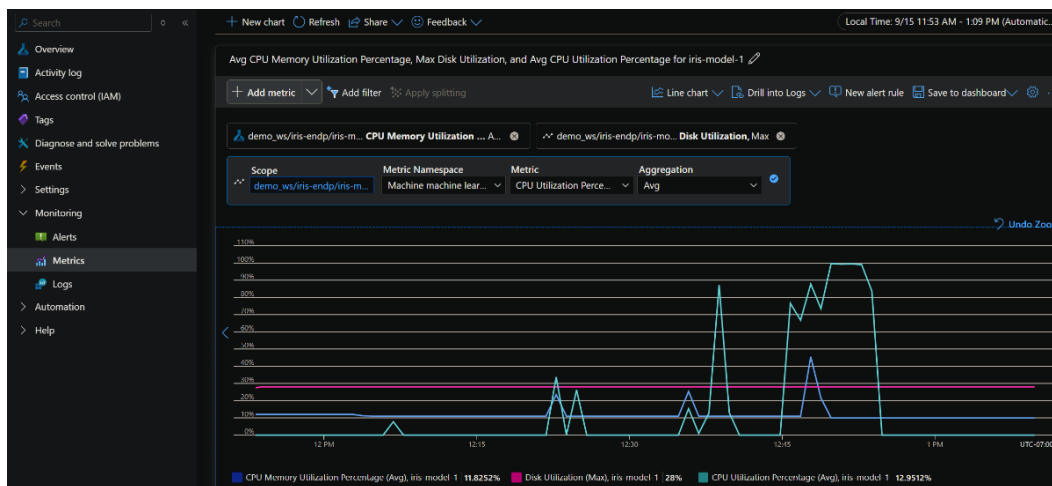 Search
Overview
Activity log
Access control (IAM)
Tags
Diagnose and solve problems
Events
Settings
Monitoring
Alerts
Metrics
Logs
Automation
Help
New chart Refresh Share Feedback
Local Time: 9/15 11:53 AM - 1:09 PM (Automatic...
Avg CPU Memory Utilization Percentage, Max Disk Utilization, and Avg CPU Utilization Percentage for iris-model-1
Add metric Add filter Apply splitting Line chart Drill into Logs New alert rule Save to dashboard
demo_ws/iris-endp/iris-m... CPU Memory Utilization ... A... demo_ws/iris-endp/iris-mo... Disk Utilization, Max
Scope Metric Namespace Metric Aggregation
demo_ws/iris-endp/iris-m... Machine machine lear... CPU Utilization Perce... Avg
Undo Zoo
110%
100%
90%
80%
70%
60%
50%
40%
30%
20%
10%
0%
12 PM 12:15 12:30 12:45 1 PM UTC-07:00
CPU Memory Utilization Percentage (Avg), iris-model-1 11.8252% Disk Utilization (Max), iris-model-1 28% CPU Utilization Percentage (Avg), iris-model-1 12.9512%